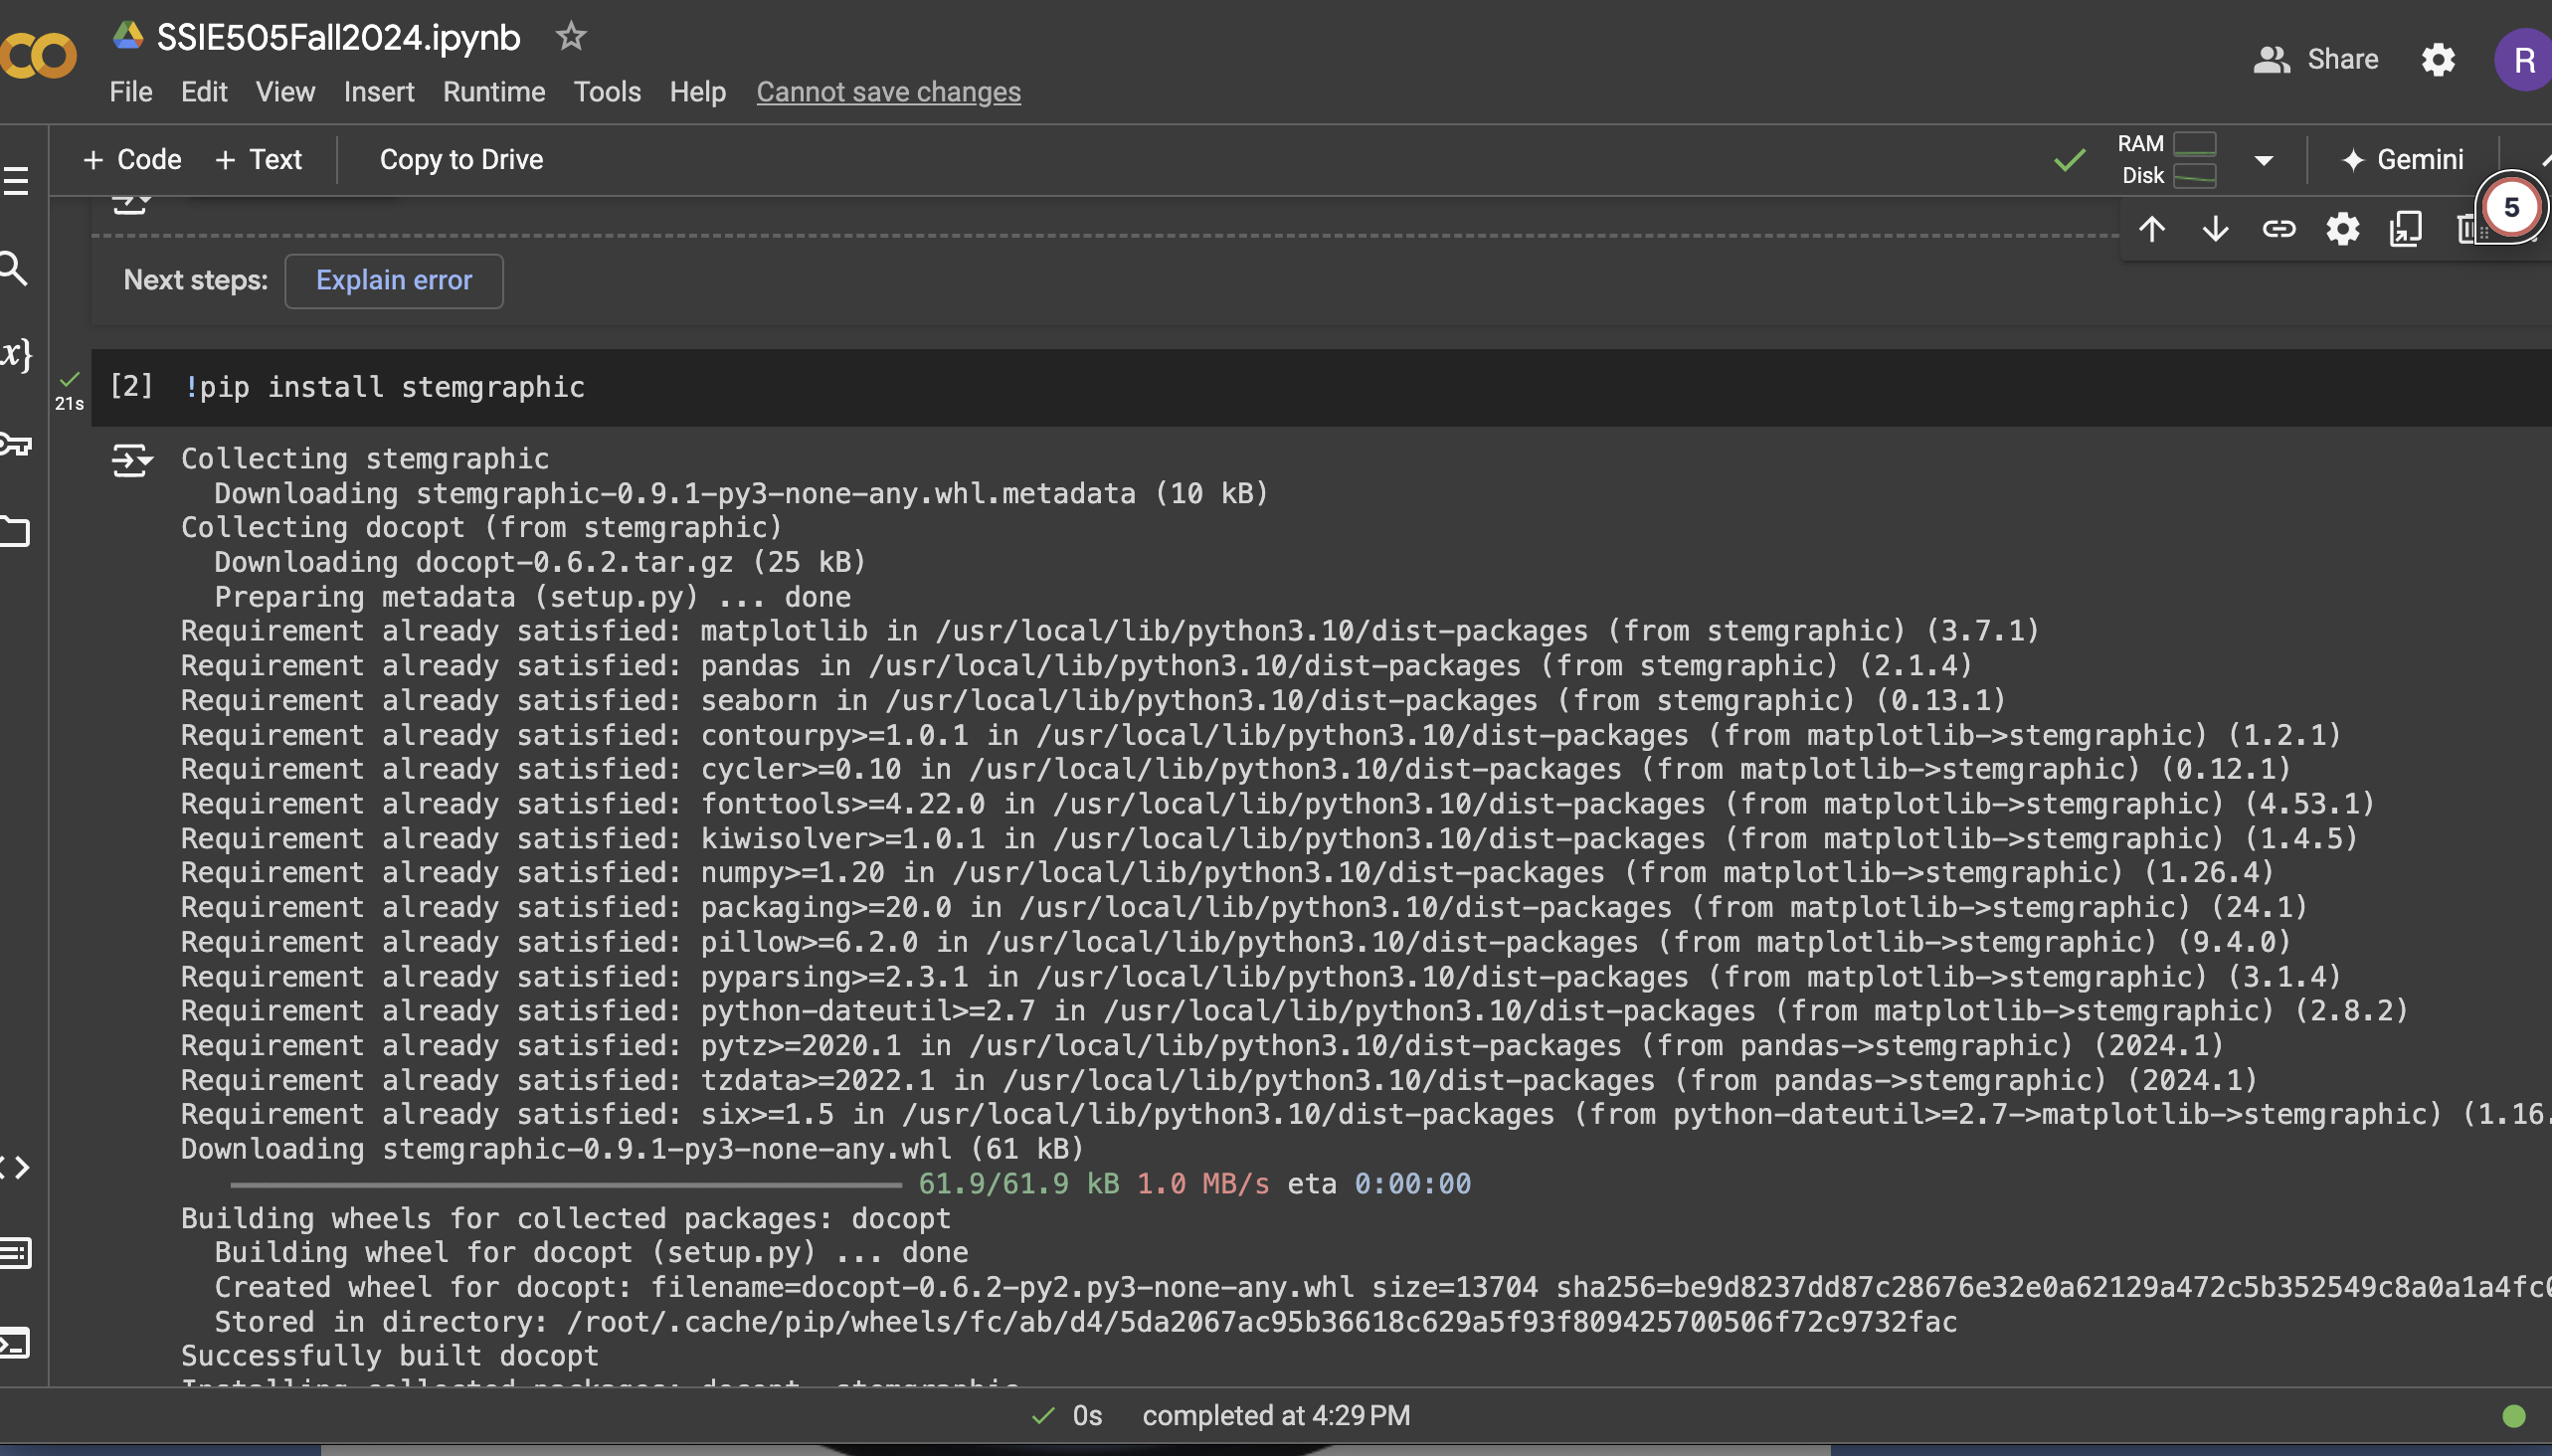 SSIE505Fall2024.ipynb
File Edit View Insert Runtime Tools Help Cannot save changes
Share
R
+ Code + Text Copy to Drive
RAM
Disk
Gemini
5
Next steps: Explain error
21s
[2] !pip install stemgraphic
Collecting stemgraphic
Downloading stemgraphic-0.9.1-py3-none-any.whl.metadata (10 kB)
Collecting docopt (from stemgraphic)
Downloading docopt-0.6.2.tar.gz (25 kB)
Preparing metadata (setup.py) ... done
Requirement already satisfied: matplotlib in /usr/local/lib/python3.10/dist-packages (from stemgraphic) (3.7.1)
Requirement already satisfied: pandas in /usr/local/lib/python3.10/dist-packages (from stemgraphic) (2.1.4)
Requirement already satisfied: seaborn in /usr/local/lib/python3.10/dist-packages (from stemgraphic) (0.13.1)
Requirement already satisfied: contourpy>=1.0.1 in /usr/local/lib/python3.10/dist-packages (from matplotlib->stemgraphic) (1.2.1)
Requirement already satisfied: cycler>=0.10 in /usr/local/lib/python3.10/dist-packages (from matplotlib->stemgraphic) (0.12.1)
Requirement already satisfied: fonttools>=4.22.0 in /usr/local/lib/python3.10/dist-packages (from matplotlib->stemgraphic) (4.53.1)
Requirement already satisfied: kiwisolver>=1.0.1 in /usr/local/lib/python3.10/dist-packages (from matplotlib->stemgraphic) (1.4.5)
Requirement already satisfied: numpy>=1.20 in /usr/local/lib/python3.10/dist-packages (from matplotlib->stemgraphic) (1.26.4)
Requirement already satisfied: packaging>=20.0 in /usr/local/lib/python3.10/dist-packages (from matplotlib->stemgraphic) (24.1)
Requirement already satisfied: pillow>=6.2.0 in /usr/local/lib/python3.10/dist-packages (from matplotlib->stemgraphic) (9.4.0)
Requirement already satisfied: pyparsing>=2.3.1 in /usr/local/lib/python3.10/dist-packages (from matplotlib->stemgraphic) (3.1.4)
Requirement already satisfied: python-dateutil>=2.7 in /usr/local/lib/python3.10/dist-packages (from matplotlib->stemgraphic) (2.8.2)
Requirement already satisfied: pytz>=2020.1 in /usr/local/lib/python3.10/dist-packages (from pandas->stemgraphic) (2024.1)
Requirement already satisfied: tzdata>=2022.1 in /usr/local/lib/python3.10/dist-packages (from pandas->stemgraphic) (2024.1)
Requirement already satisfied: six>=1.5 in /usr/local/lib/python3.10/dist-packages (from python-dateutil>=2.7->matplotlib->stemgraphic) (1.16.
Downloading stemgraphic-0.9.1-py3-none-any.whl (61 kB)
61.9/61.9 kB 1.0 MB/s eta 0:00:00
Building wheels for collected packages: docopt
Building wheel for docopt (setup.py) ... done
Created wheel for docopt: filename=docopt-0.6.2-py2.py3-none-any.whl size=13704 sha256=be9d8237dd87c28676e32e0a62129a472c5b352549c8a0a1a4fc0
Stored in directory: /root/.cache/pip/wheels/fc/ab/d4/5da2067ac95b36618c629a5f93f809425700506f72c9732fac
Successfully built docopt
Installing collected packages: docopt, stemgraphic
0s completed at 4:29 PM